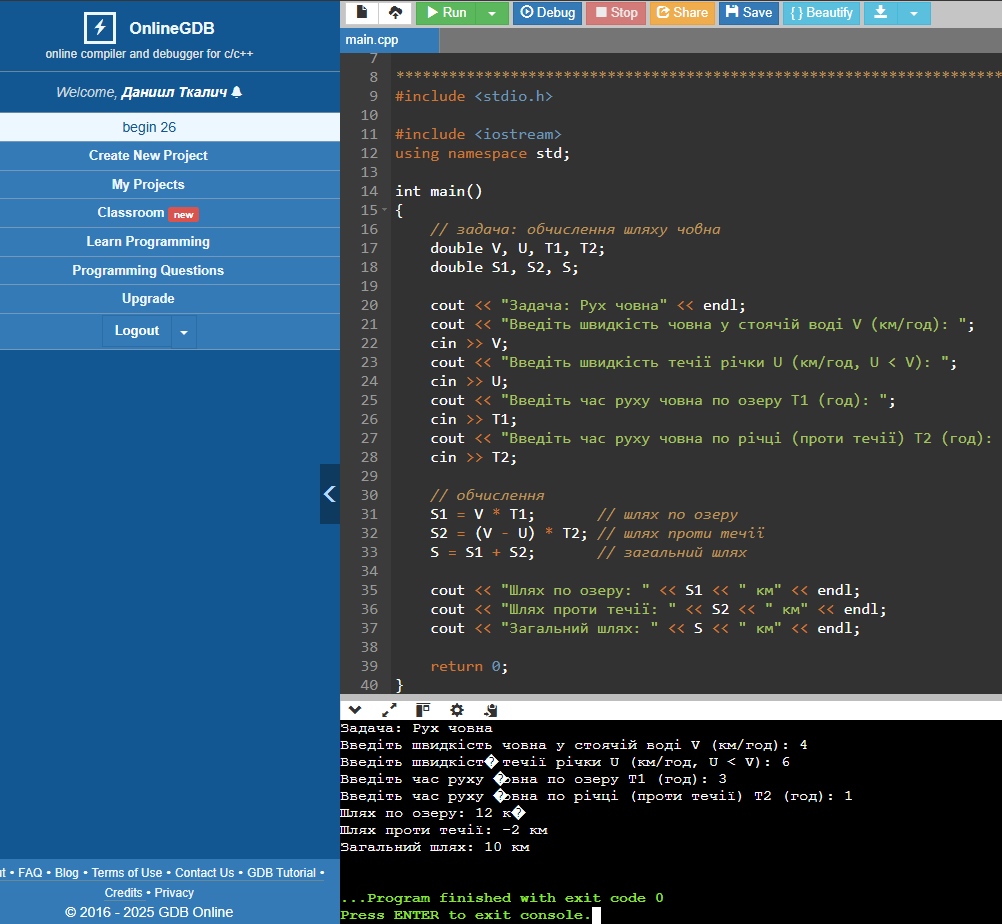 OnlineGDB
online compiler and debugger for c/c++
Welcome, Даниил Ткалич
begin 26
Create New Project
My Projects
Classroom new
Learn Programming
Programming Questions
Upgrade
Logout
• FAQ • Blog • Terms of Use • Contact Us • GDB Tutorial •
Credits • Privacy
© 2016 - 2025 GDB Online
Run Debug Stop Share Save { } Beautify
main.cpp
7
8 *********************************************************************
9 #include <stdio.h>
10
11 #include <iostream>
12 using namespace std;
13
14 int main()
15 {
16 // задача: обчислення шляху човна
17 double V, U, T1, T2;
18 double S1, S2, S;
19
20 cout << "Задача: Рух човна" << endl;
21 cout << "Введіть швидкість човна у стоячій воді V (км/год): ";
22 cin >> V;
23 cout << "Введіть швидкість течії річки U (км/год, U < V): ";
24 cin >> U;
25 cout << "Введіть час руху човна по озеру T1 (год): ";
26 cin >> T1;
27 cout << "Введіть час руху човна по річці (проти течії) T2 (год):
28 cin >> T2;
29
30 // обчислення
31 S1 = V * T1; // шлях по озеру
32 S2 = (V - U) * T2; // шлях проти течії
33 S = S1 + S2; // загальний шлях
34
35 cout << "Шлях по озеру: " << S1 << " км" << endl;
36 cout << "Шлях проти течії: " << S2 << " км" << endl;
37 cout << "Загальний шлях: " << S << " км" << endl;
38
39 return 0;
40 }
Задача: Рух човна
Введіть швидкість човна у стоячій воді V (км/год): 4
Введіть швидкіст� течії річки U (км/год, U < V): 6
Введіть час руху �овна по озеру T1 (год): 3
Введіть час руху �овна по річці (проти течії) T2 (год): 1
Шлях по озеру: 12 к�
Шлях проти течії: -2 км
Загальний шлях: 10 км
...Program finished with exit code 0
Press ENTER to exit console.